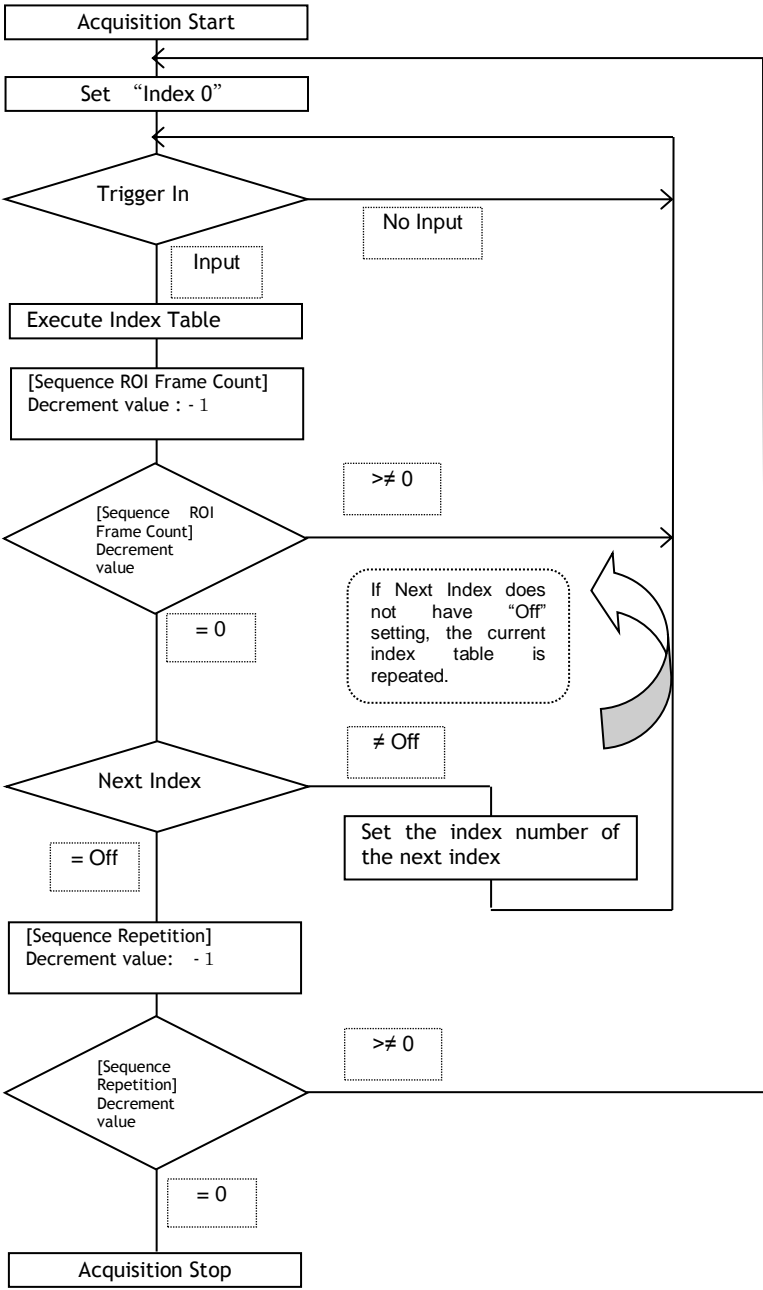 Acquisition Start
Set “Index 0”
Trigger In
No Input
Input
Execute Index Table
[Sequence ROI Frame Count]
Decrement value : - 1
>≠ 0
[Sequence ROI
Frame Count]
Decrement
value
If Next Index does
not have “Off”
setting, the current
index table is
repeated.
= 0
≠ Off
Next Index
Set the index number of
the next index
= Off
[Sequence Repetition]
Decrement value: - 1
>≠ 0
[Sequence
Repetition]
Decrement
value
= 0
Acquisition Stop